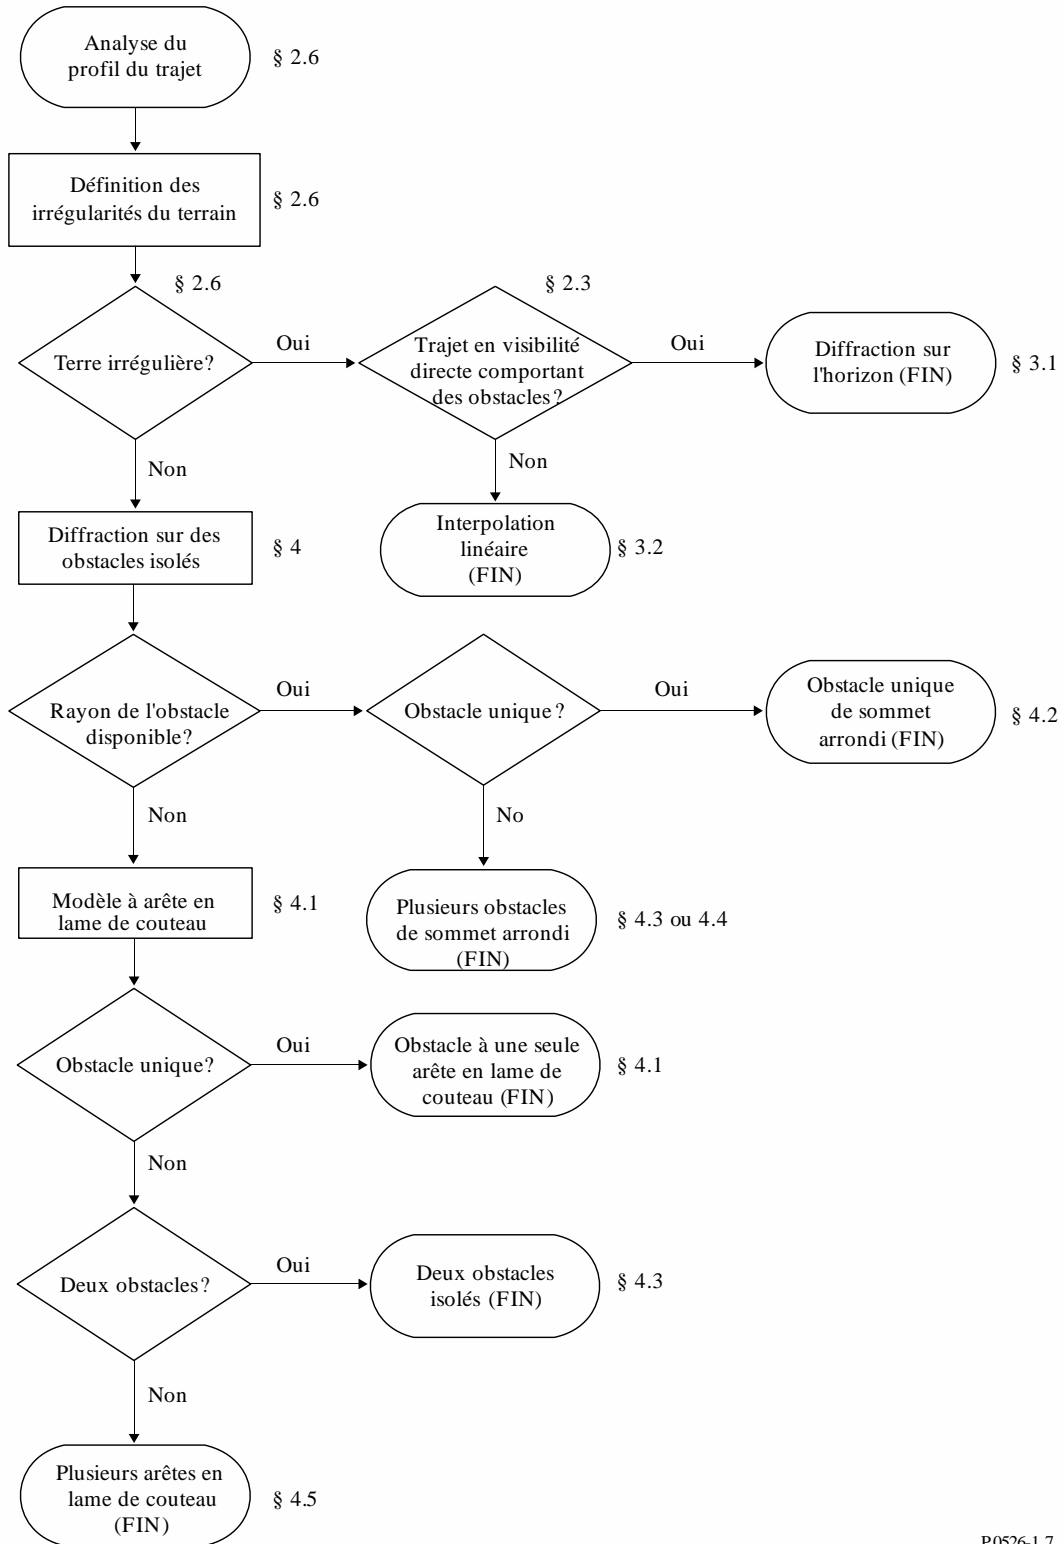 Analyse du
profil du trajet
§ 2.6
Définition des
irrégularités du terrain
§ 2.6
§ 2.6
Terre irrégulière?
Oui
§ 2.3
Trajet en visibilité
directe comportant
des obstacles?
Oui
Diffraction sur
l'horizon (FIN)
§ 3.1
Non
Non
Diffraction sur des
obstacles isolés
§ 4
Interpolation
linéaire
(FIN)
§ 3.2
Rayon de l'obstacle
disponible?
Oui
Obstacle unique?
Oui
Obstacle unique
de sommet
arrondi (FIN)
§ 4.2
Non
No
Modèle à arête en
lame de couteau
§ 4.1
Plusieurs obstacles
de sommet arrondi
(FIN)
§ 4.3 ou 4.4
Obstacle unique?
Oui
Obstacle à une seule
arête en lame de
couteau (FIN)
§ 4.1
Non
Deux obstacles?
Oui
Deux obstacles
isolés (FIN)
§ 4.3
Non
Plusieurs arêtes en
lame de couteau
(FIN)
§ 4.5
P.0526-1 7